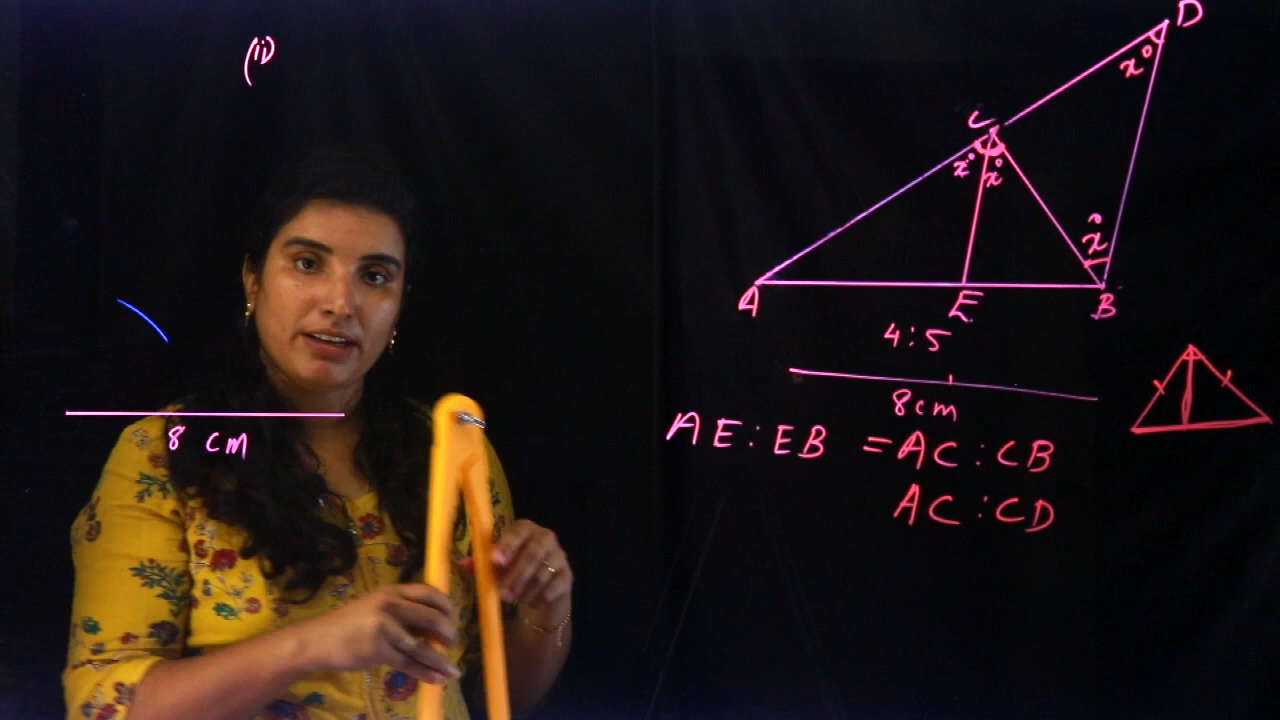 (ii)
D
x°
C
x° x°
x°
A E B
4:5
8cm
8 cm
AE:EB = AC:CB
AC:CD